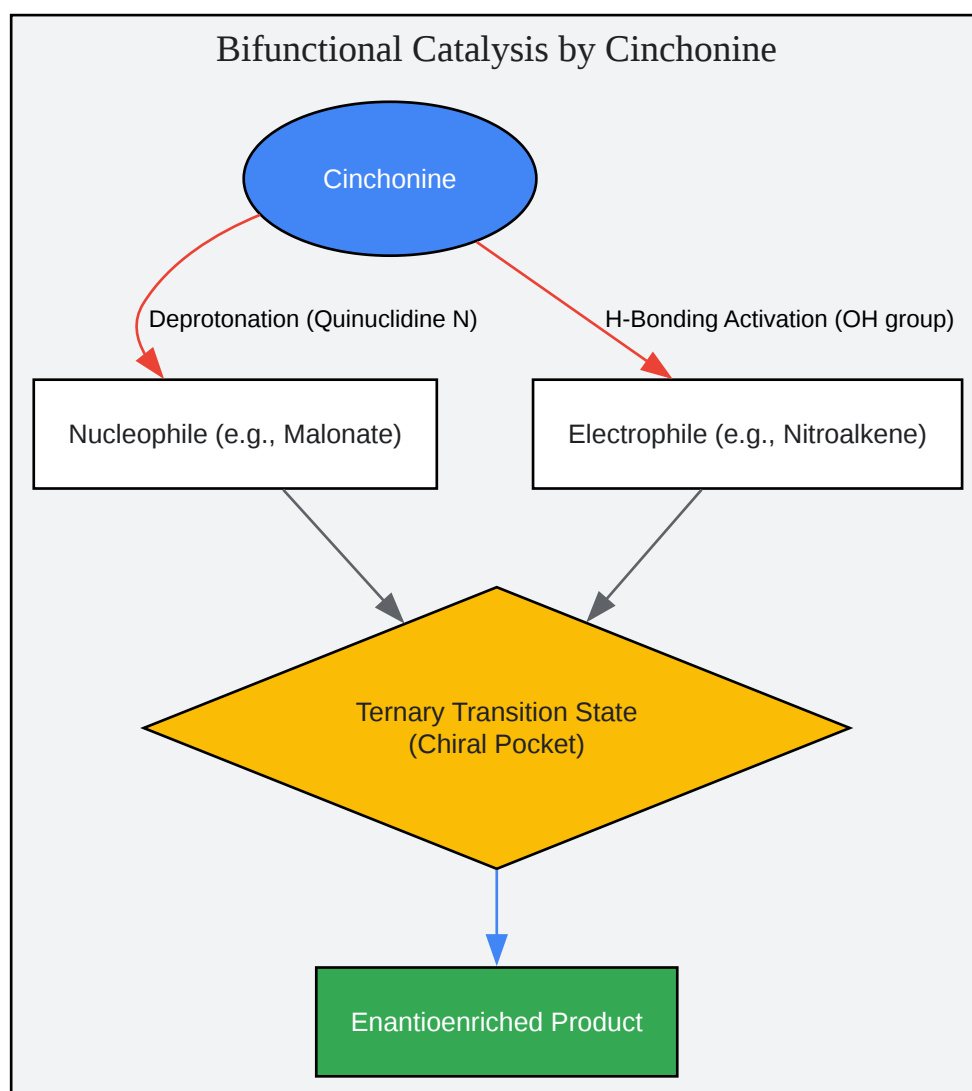 Bifunctional Catalysis by Cinchonine
Cinchonine
Deprotonation (Quinuclidine N)
H-Bonding Activation (OH group)
Nucleophile (e.g., Malonate)
Electrophile (e.g., Nitroalkene)
Ternary Transition State
(Chiral Pocket)
Enantioenriched Product